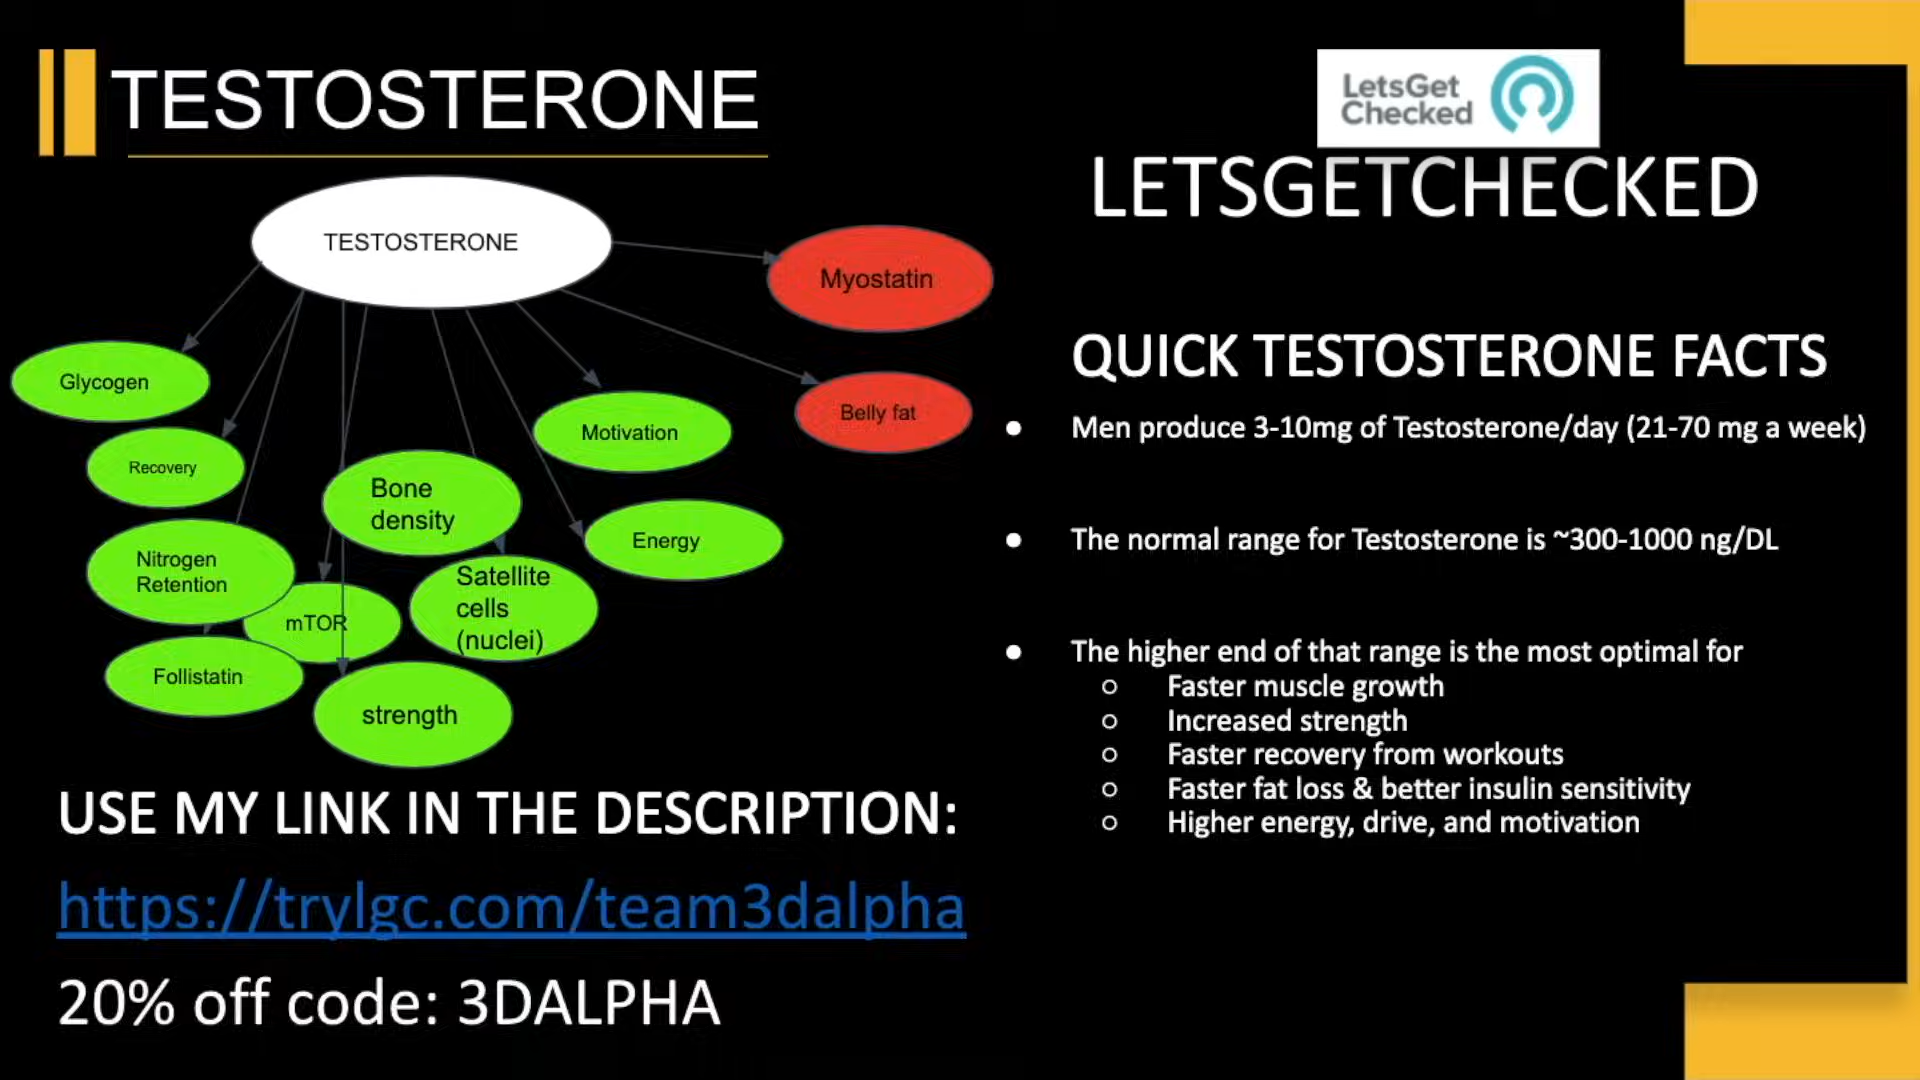 TESTOSTERONE
TESTOSTERONE
Myostatin
Glycogen
Belly fat
Motivation
Recovery
Bone
density
Energy
Nitrogen
Retention
Satellite
cells
(nuclei)
mTOR
Follistatin
strength
USE MY LINK IN THE DESCRIPTION:
https://trylgc.com/team3dalpha
20% off code: 3DALPHA
LetsGet
Checked
LETSGETCHECKED
QUICK TESTOSTERONE FACTS
● Men produce 3-10mg of Testosterone/day (21-70 mg a week)
● The normal range for Testosterone is ~300-1000 ng/DL
● The higher end of that range is the most optimal for
○ Faster muscle growth
○ Increased strength
○ Faster recovery from workouts
○ Faster fat loss & better insulin sensitivity
○ Higher energy, drive, and motivation